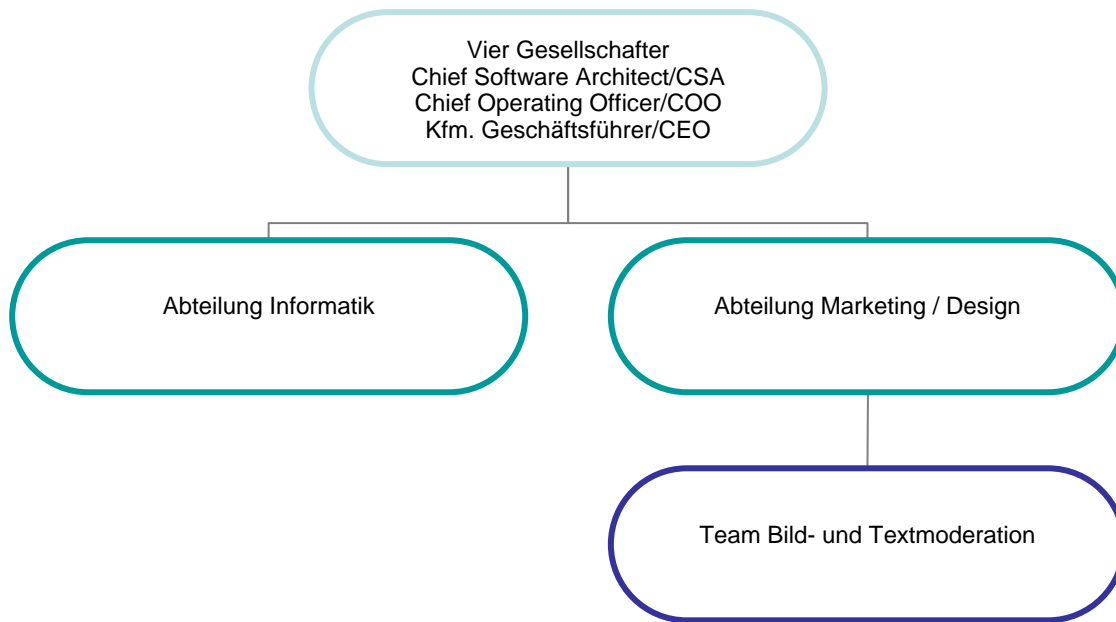 Vier Gesellschafter
Chief Software Architect/CSA
Chief Operating Officer/COO
Kfm. Geschäftsführer/CEO
Abteilung Informatik
Abteilung Marketing / Design
Team Bild- und Textmoderation